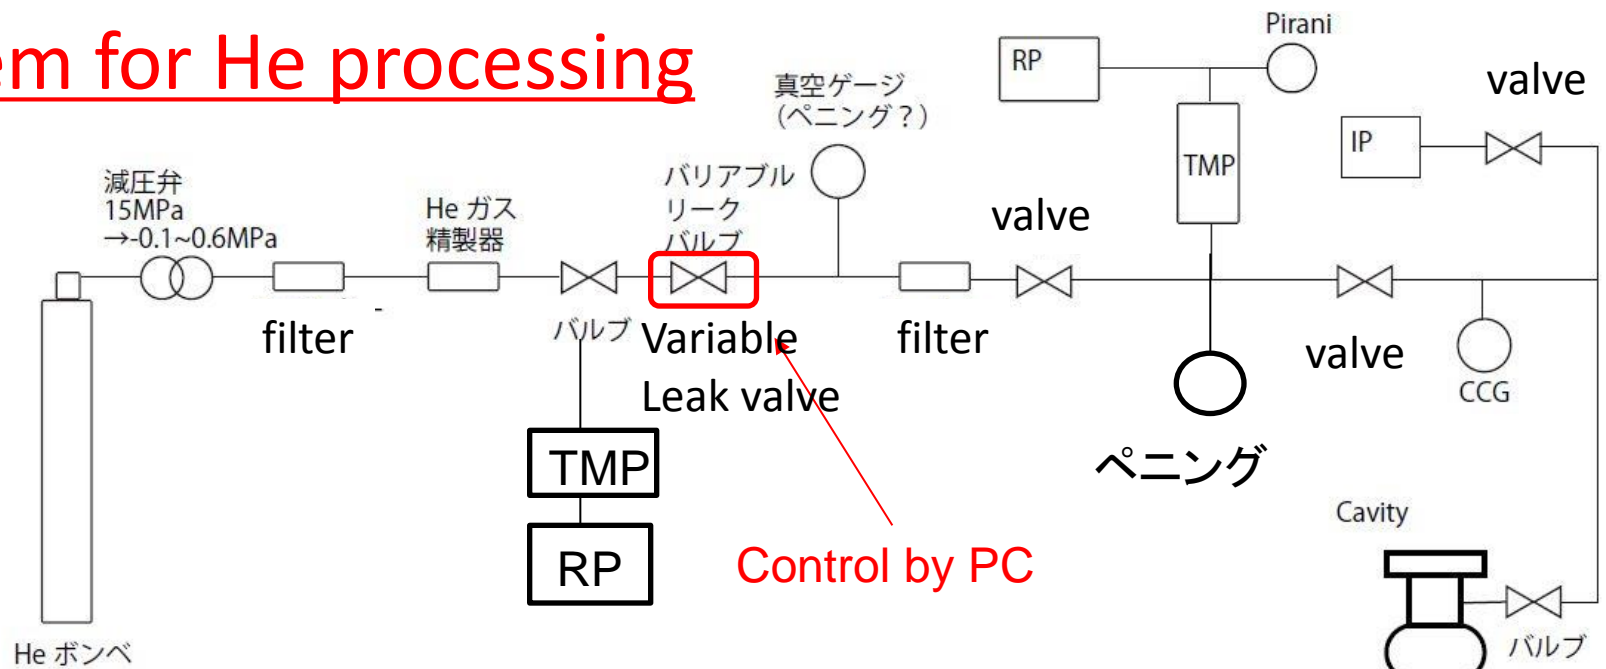 em for He processing
減圧弁
15MPa
→-0.1~0.6MPa
He ガス
精製器
バリアブル
リーク
バルブ
真空ゲージ
(ペニング?)
RP
Pirani
TMP
IP
valve
valve
filter
バルブ
Variable
Leak valve
filter
valve
CCG
TMP
RP
ペニング
Control by PC
Cavity
バルブ
He ボンベ